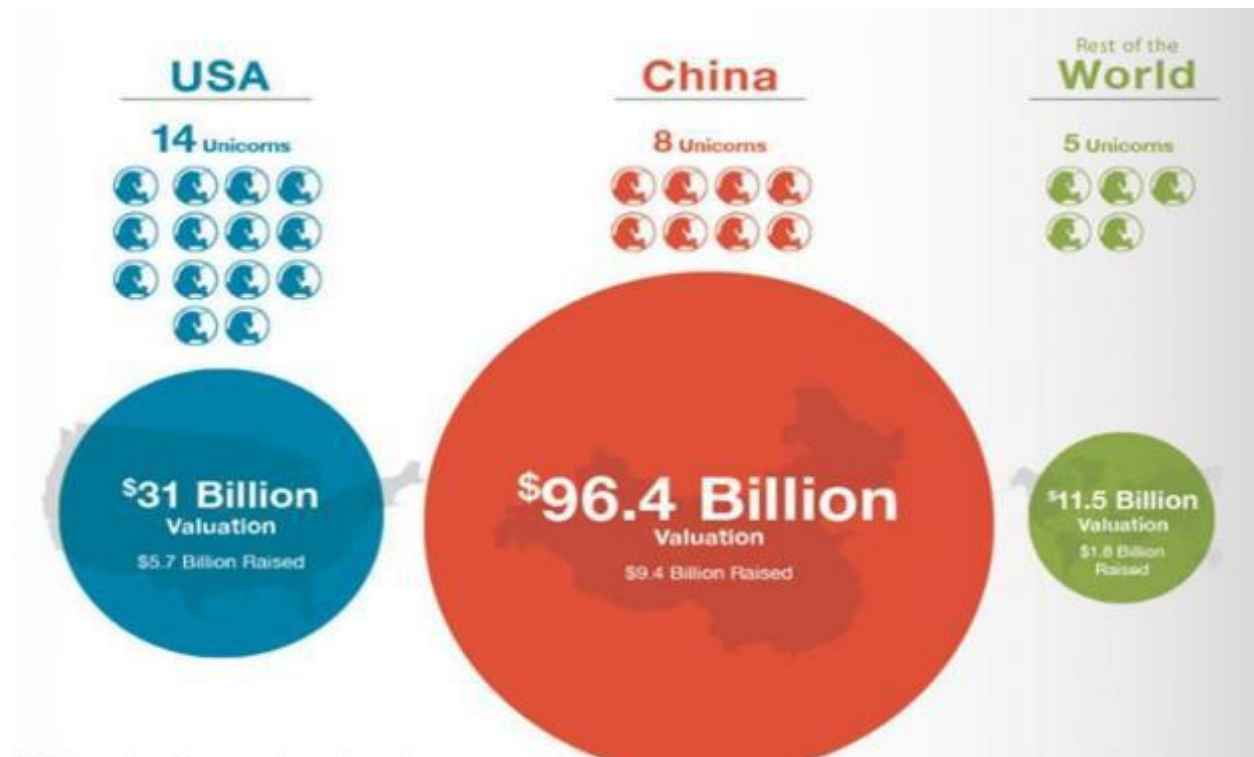 USA
14 Unicorns
$31 Billion
Valuation
$5.7 Billion Raised
China
8 Unicorns
$96.4 Billion
Valuation
$9.4 Billion Raised
Rest of the
World
5 Unicorns
$11.5 Billion
Valuation
$1.8 Billion
Raised